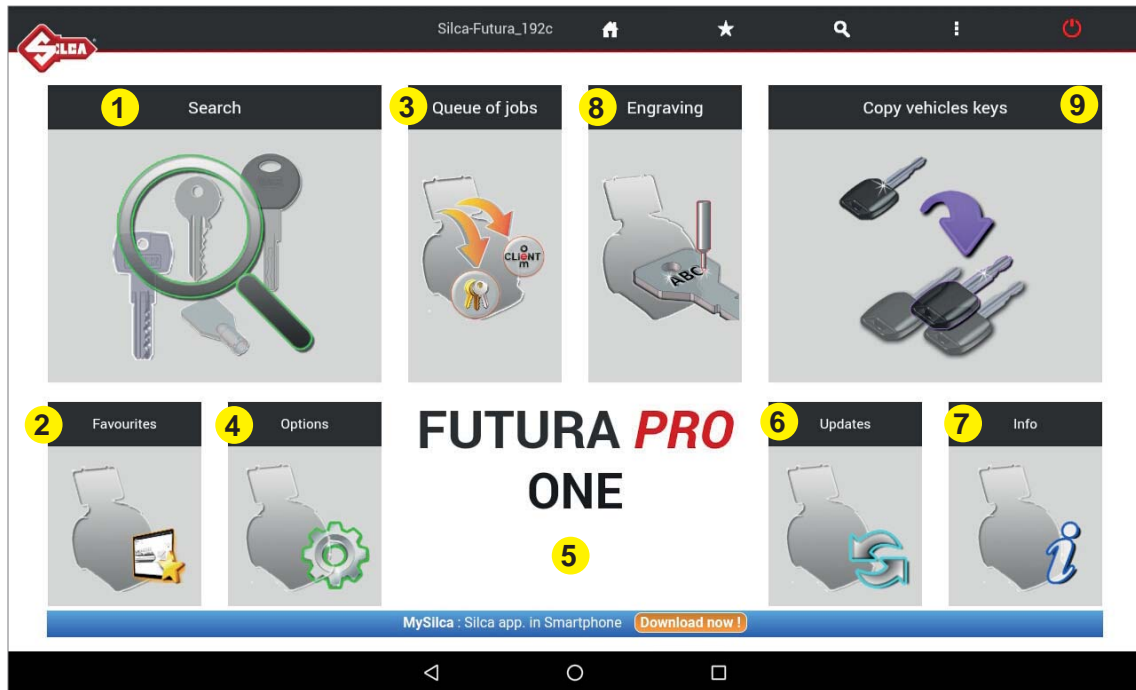 SILCA
Silca-Futura_192c
1 Search
3 Queue of jobs
8 Engraving
Copy vehicles keys 9
CLiENT
o
m
ABC
2 Favourites
4 Options
FUTURA PRO
ONE
5
6 Updates
7 Info
MySilca : Silca app. in Smartphone Download now !